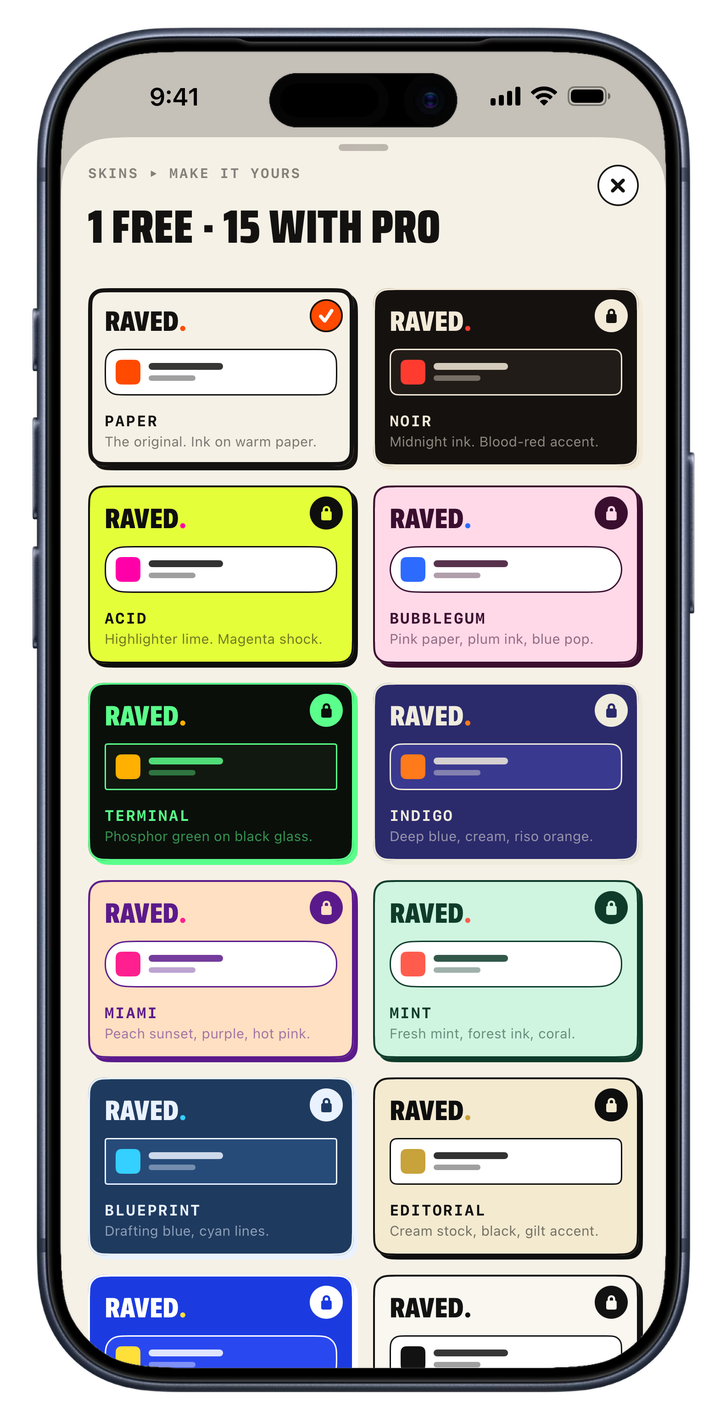 9:41
SKINS ▸ MAKE IT YOURS
1 FREE · 15 WITH PRO
RAVED.
PAPER
The original. Ink on warm paper.
RAVED.
NOIR
Midnight ink. Blood-red accent.
RAVED.
ACID
Highlighter lime. Magenta shock.
RAVED.
BUBBLEGUM
Pink paper, plum ink, blue pop.
RAVED.
TERMINAL
Phosphor green on black glass.
RAVED.
INDIGO
Deep blue, cream, riso orange.
RAVED.
MIAMI
Peach sunset, purple, hot pink.
RAVED.
MINT
Fresh mint, forest ink, coral.
RAVED.
BLUEPRINT
Drafting blue, cyan lines.
RAVED.
EDITORIAL
Cream stock, black, gilt accent.
RAVED.
RAVED.